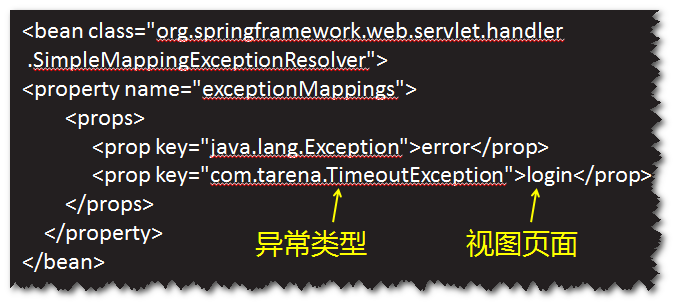 <bean class="org.springframework.web.servlet.handler
.SimpleMappingExceptionResolver">
<property name="exceptionMappings">
<props>
<prop key="java.lang.Exception">error</prop>
<prop key="com.tarena.TimeoutException">login</prop>
</props>
</property>
</bean>
异常类型
视图页面